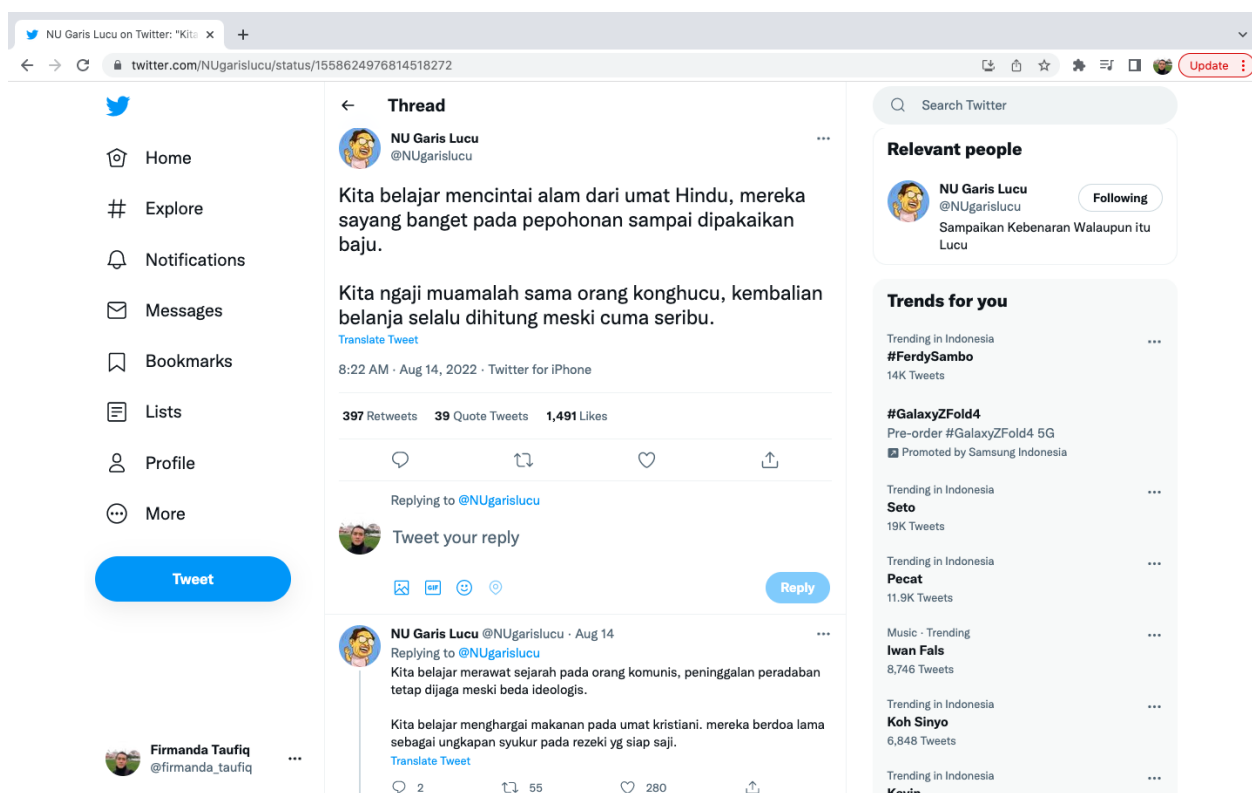 NU Garis Lucu on Twitter: "Kita
Update
twitter.com/NUgarislucu/status/1558624976814518272
Home
Explore
Notifications
Messages
Bookmarks
Lists
Profile
More
Tweet
Firmanda Taufiq
@firmanda_taufiq
Thread
NU Garis Lucu
@NUgarislucu
Kita belajar mencintai alam dari umat Hindu, mereka
sayang banget pada pepohonan sampai dipakaikan
baju.
Kita ngaji muamalah sama orang konghucu, kembalian
belanja selalu dihitung meski cuma seribu.
Translate Tweet
8:22 AM · Aug 14, 2022 · Twitter for iPhone
397 Retweets 39 Quote Tweets 1,491 Likes
Replying to @NUgarislucu
Tweet your reply
GIF
Reply
NU Garis Lucu @NUgarislucu · Aug 14
Replying to @NUgarislucu
Kita belajar merawat sejarah pada orang komunis, peninggalan peradaban
tetap dijaga meski beda ideologis.
Kita belajar menghargai makanan pada umat kristiani. mereka berdoa lama
sebagai ungkapan syukur pada rezeki yg siap saji.
Translate Tweet
2 55 280
Search Twitter
Relevant people
NU Garis Lucu
@NUgarislucu
Following
Sampaikan Kebenaran Walaupun itu
Lucu
Trends for you
Trending in Indonesia
#FerdySambo
14K Tweets
#GalaxyZFold4
Pre-order #GalaxyZFold4 5G
Promoted by Samsung Indonesia
Trending in Indonesia
Seto
19K Tweets
Trending in Indonesia
Pecat
11.9K Tweets
Music · Trending
Iwan Fals
8,746 Tweets
Trending in Indonesia
Koh Sinyo
6,848 Tweets
Trending in Indonesia